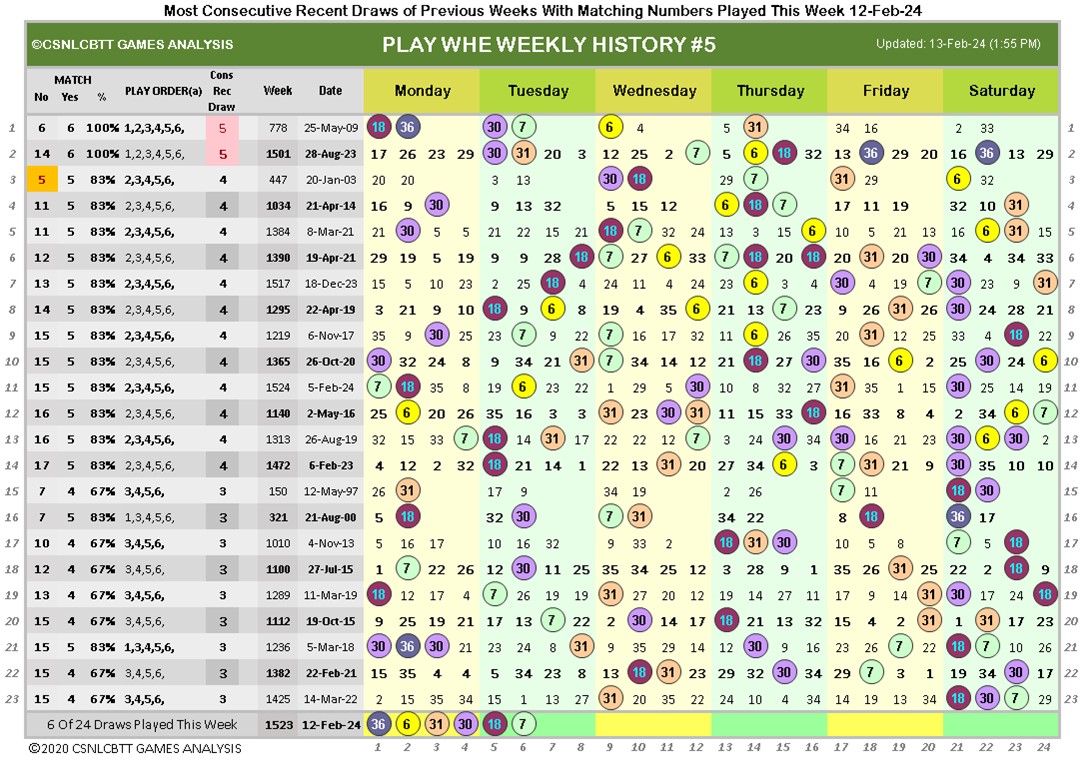 Most Consecutive Recent Draws of Previous Weeks With Matching Numbers Played This Week 12-Feb-24
©CSNLCBTT GAMES ANALYSIS PLAY WHE WEEKLY HISTORY #5 Updated: 13-Feb-24 (1:55 PM)
No MATCH Yes % PLAY ORDER(a) Cons Rec Draw Week Date Monday Tuesday Wednesday Thursday Friday Saturday
1 6 6 100% 1,2,3,4,5,6, 5 778 25-May-09 18 36 30 7 6 4 5 31 34 16 2 33 1
2 14 6 100% 1,2,3,4,5,6, 5 1501 28-Aug-23 17 26 23 29 30 31 20 3 12 25 2 7 5 6 18 32 13 36 29 20 16 36 13 29 2
3 5 5 83% 2,3,4,5,6, 4 447 20-Jan-03 20 20 3 13 30 18 29 7 31 29 6 32 3
4 11 5 83% 2,3,4,5,6, 4 1034 21-Apr-14 16 9 30 9 13 32 5 15 12 6 18 7 17 11 19 32 10 31 4
5 11 5 83% 2,3,4,5,6, 4 1384 8-Mar-21 21 30 5 5 21 22 15 21 18 7 32 24 13 3 15 6 10 5 21 13 16 6 31 15 5
6 12 5 83% 2,3,4,5,6, 4 1390 19-Apr-21 29 19 5 19 9 9 28 18 7 27 6 33 7 18 20 18 20 31 20 30 34 4 34 33 6
7 13 5 83% 2,3,4,5,6, 4 1517 18-Dec-23 15 5 10 23 2 25 18 4 24 11 24 24 23 6 3 4 30 4 19 7 30 23 9 31 7
8 14 5 83% 2,3,4,5,6, 4 1295 22-Apr-19 3 21 9 10 18 9 6 8 19 4 35 6 21 13 7 23 9 26 31 26 30 24 28 21 8
9 15 5 83% 2,3,4,5,6, 4 1219 6-Nov-17 35 9 30 25 23 7 9 22 7 16 17 32 11 6 26 35 20 31 12 25 33 4 18 22 9
10 15 5 83% 2,3,4,5,6, 4 1365 26-Oct-20 30 32 24 8 9 34 21 31 7 34 14 12 21 18 27 30 35 16 6 2 25 30 24 6 10
11 15 5 83% 2,3,4,5,6, 4 1524 5-Feb-24 7 18 35 8 19 6 23 22 1 29 5 30 10 8 32 27 31 35 1 15 30 25 14 19 11
12 16 5 83% 2,3,4,5,6, 4 1140 2-May-16 25 6 20 26 35 16 3 3 31 23 30 31 11 15 33 18 16 33 8 4 2 34 6 7 12
13 16 5 83% 2,3,4,5,6, 4 1313 26-Aug-19 32 15 33 7 18 14 31 17 22 22 12 7 3 24 30 13 30 16 21 23 30 6 30 2 13
14 17 5 83% 2,3,4,5,6, 4 1472 6-Feb-23 4 12 2 32 18 21 14 1 22 13 31 20 27 34 6 3 7 31 21 9 30 35 10 10 14
15 7 4 67% 3,4,5,6, 3 150 12-May-97 26 31 17 9 34 19 2 26 7 11 18 30 15
16 7 5 83% 1,3,4,5,6, 3 321 21-Aug-00 5 18 32 30 7 31 34 22 8 18 36 17 16
17 10 4 67% 3,4,5,6, 3 1010 4-Nov-13 5 16 17 10 16 32 9 33 2 18 31 30 10 5 8 7 5 18 17
18 12 4 67% 3,4,5,6, 3 1100 27-Jul-15 1 7 22 26 12 30 11 25 35 34 25 12 3 28 9 1 35 18 31 25 22 2 18 9 18
19 13 4 67% 3,4,5,6, 3 1289 11-Mar-19 18 12 17 4 7 26 19 19 31 9 17 17 19 14 27 11 9 14 19 31 30 17 24 18 19
20 15 4 67% 3,4,5,6, 3 1112 19-Oct-15 9 25 19 21 17 13 7 22 2 30 14 17 18 21 13 32 15 4 2 31 1 31 17 23 20
21 15 5 83% 1,3,4,5,6, 3 1236 5-Mar-18 30 36 30 21 23 24 8 31 9 35 29 14 12 30 9 14 23 26 7 22 18 7 10 26 21
22 15 4 67% 3,4,5,6, 3 1382 22-Feb-21 15 35 4 4 5 34 23 8 13 18 31 23 29 32 30 34 29 7 3 1 19 34 30 17 22
23 15 4 67% 3,4,5,6, 3 1425 14-Mar-22 2 15 35 34 15 1 13 27 31 20 20 35 24 10 4 34 14 19 13 34 18 30 7 29 23
6 Of 24 Draws Played This Week 1523 12-Feb-24 36 6 31 30 18 7
©2020 CSNLCBTT GAMES ANALYSIS 1 2 3 4 5 6 7 8 9 10 11 12 13 14 15 16 17 18 19 20 21 22 23 24